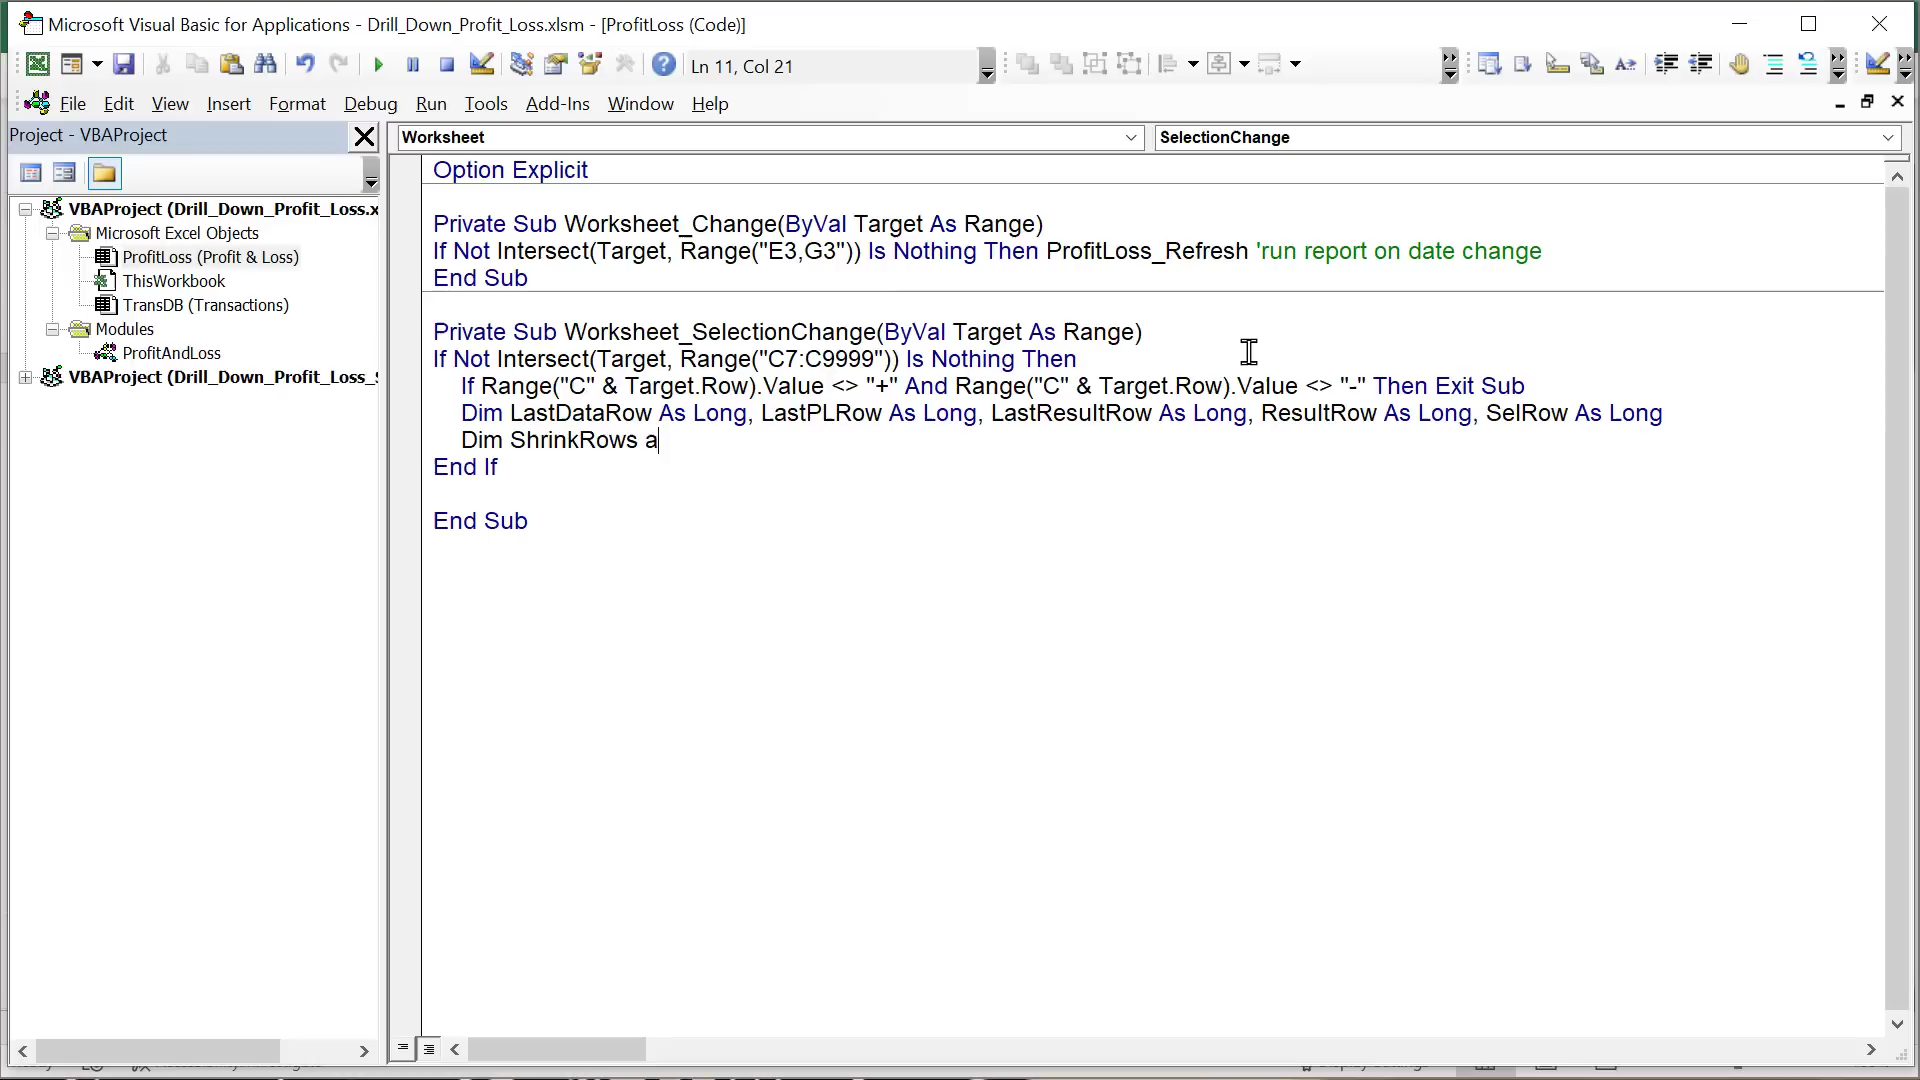 Microsoft Visual Basic for Applications - Drill_Down_Profit_Loss.xlsm - [ProfitLoss (Code)]
Ln 11, Col 21
File Edit View Insert Format Debug Run Tools Add-Ins Window Help
Project - VBAProject
Worksheet
SelectionChange
VBAProject (Drill_Down_Profit_Loss.x
Microsoft Excel Objects
ProfitLoss (Profit & Loss)
ThisWorkbook
TransDB (Transactions)
Modules
ProfitAndLoss
VBAProject (Drill_Down_Profit_Loss_
Option Explicit
Private Sub Worksheet_Change(ByVal Target As Range)
If Not Intersect(Target, Range("E3,G3")) Is Nothing Then ProfitLoss_Refresh 'run report on date change
End Sub
Private Sub Worksheet_SelectionChange(ByVal Target As Range)
If Not Intersect(Target, Range("C7:C9999")) Is Nothing Then
If Range("C" & Target.Row).Value <> "+" And Range("C" & Target.Row).Value <> "-" Then Exit Sub
Dim LastDataRow As Long, LastPLRow As Long, LastResultRow As Long, ResultRow As Long, SelRow As Long
Dim ShrinkRows a
End If
End Sub